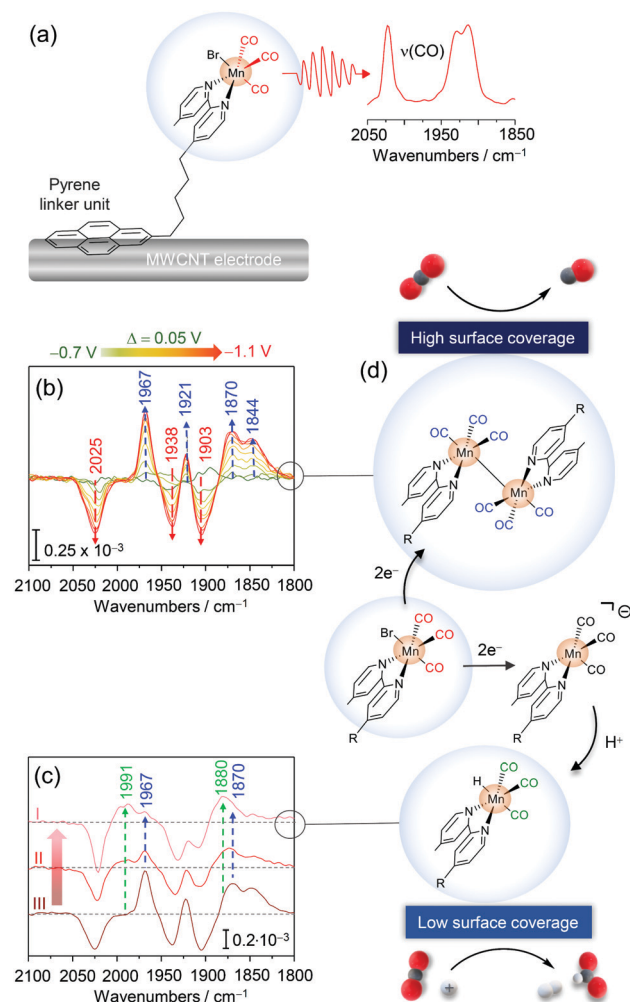 (a)
Br
CO
CO
Mn
CO
N
N
ν(CO)
2050
1950
1850
Wavenumbers / cm⁻¹
Pyrene
linker unit
MWCNT electrode
High surface coverage
Δ = 0.05 V
−0.7 V
−1.1 V
(b)
2025
1967
1938
1921
1903
1870
1844
0.25 x 10⁻³
2100 2050 2000 1950 1900 1850 1800
Wavenumbers / cm⁻¹
(d)
R
CO
OC
CO
Mn
N
N
N
N
OC
Mn
OC
CO
R
2e⁻
Br
CO
CO
Mn
CO
N
N
R
2e⁻
CO
CO
Mn
CO
N
N
R
⊖
H⁺
(c)
1991
1967
1880
1870
I
II
III
0.2·10⁻³
2100 2050 2000 1950 1900 1850 1800
Wavenumbers / cm⁻¹
H
CO
CO
Mn
CO
N
N
R
Low surface coverage
+